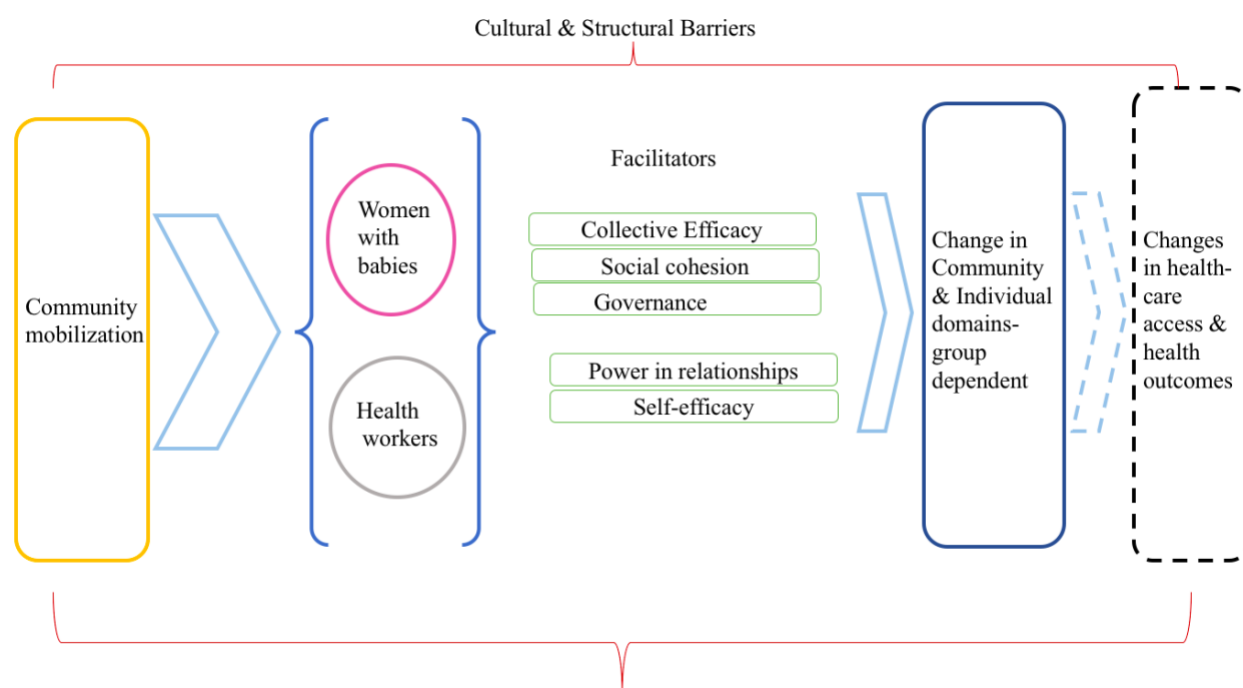 Cultural & Structural Barriers
Community
mobilization
Women
with
babies
Health
workers
Facilitators
Collective Efficacy
Social cohesion
Governance
Power in relationships
Self-efficacy
Change in
Community
& Individual
domains-
group
dependent
Changes
in health-
care
access &
health
outcomes